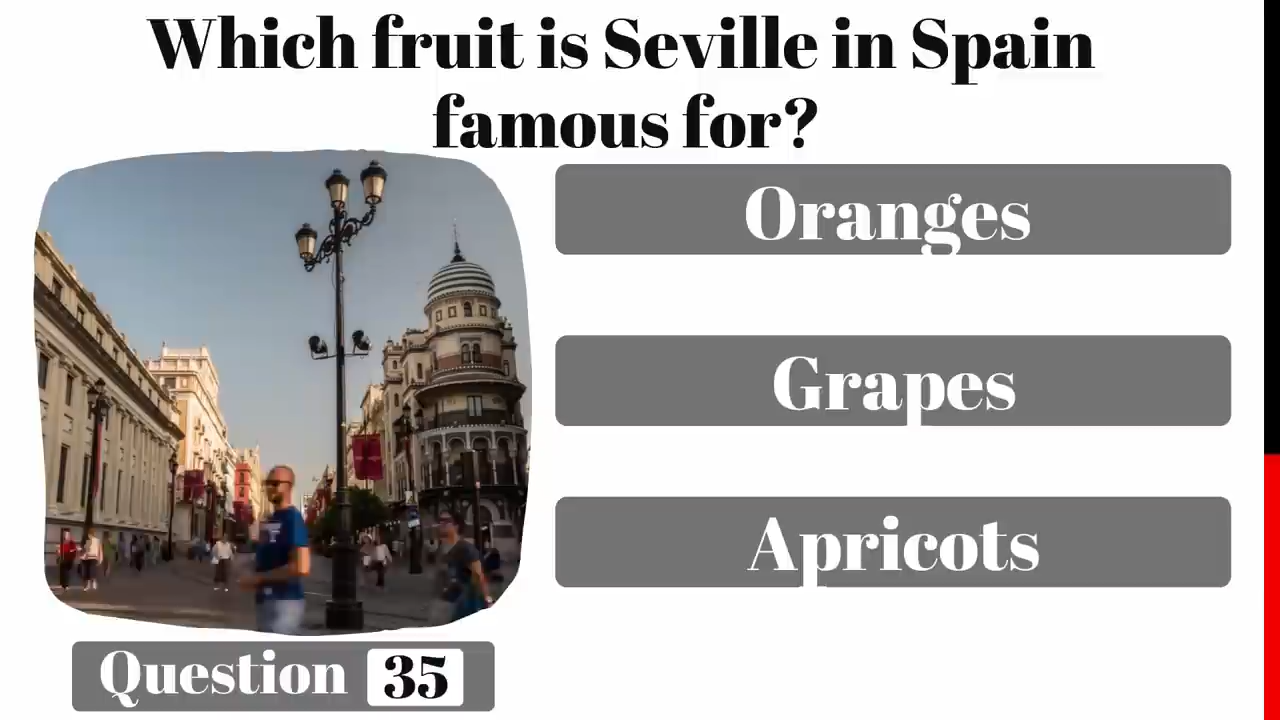 Which fruit is Seville in Spain
famous for?
Oranges
Grapes
Apricots
Question 35